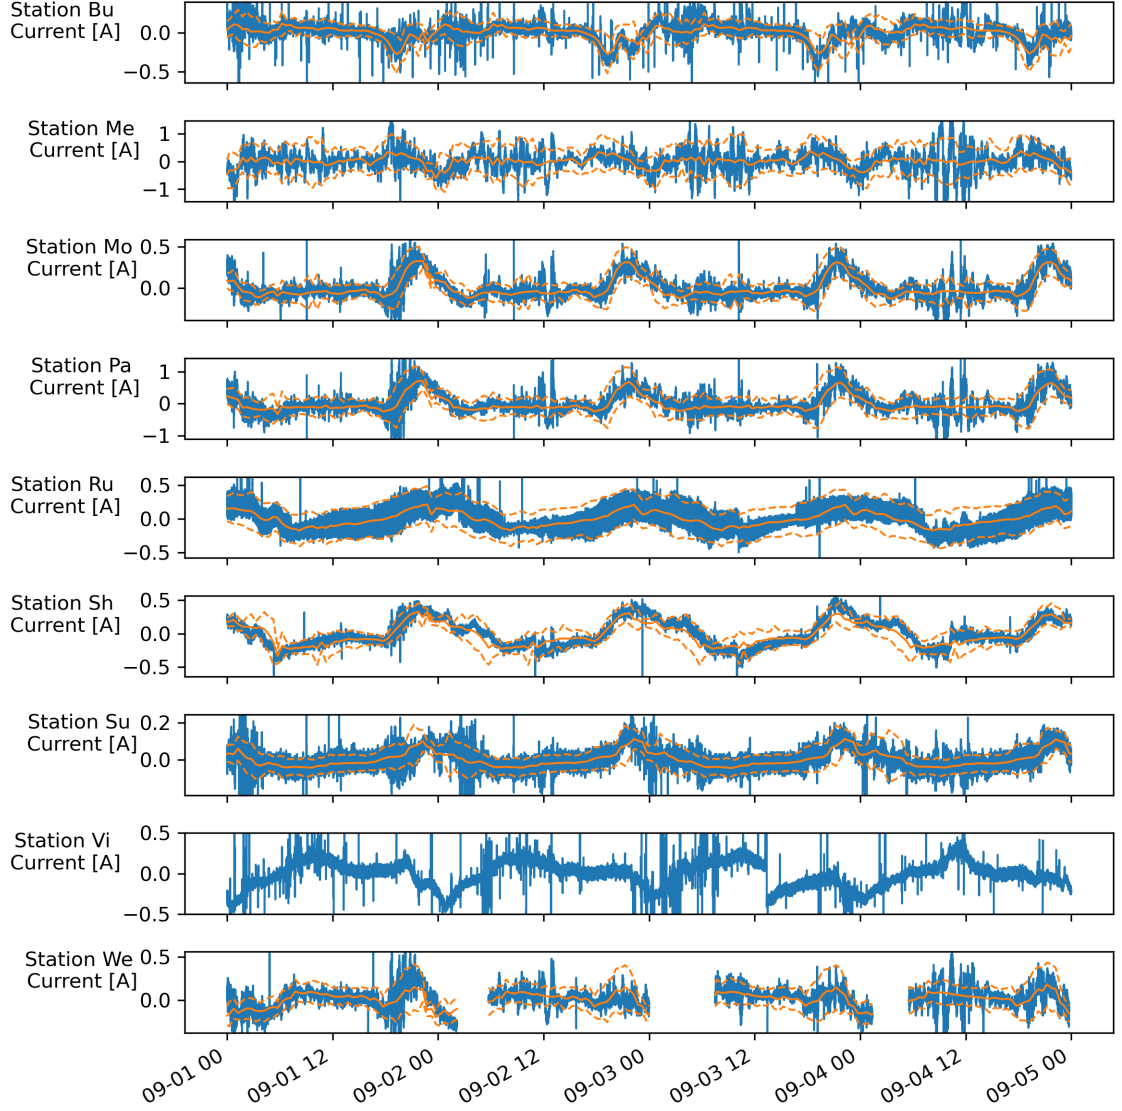 Station Bu
Current [A]
0.0
−0.5
Station Me
Current [A]
1
0
−1
Station Mo
Current [A]
0.5
0.0
Station Pa
Current [A]
1
0
−1
Station Ru
Current [A]
0.5
0.0
−0.5
Station Sh
Current [A]
0.5
0.0
−0.5
Station Su
Current [A]
0.2
0.0
Station Vi
Current [A]
0.5
0.0
−0.5
Station We
Current [A]
0.5
0.0
09-01 00
09-01 12
09-02 00
09-02 12
09-03 00
09-03 12
09-04 00
09-04 12
09-05 00